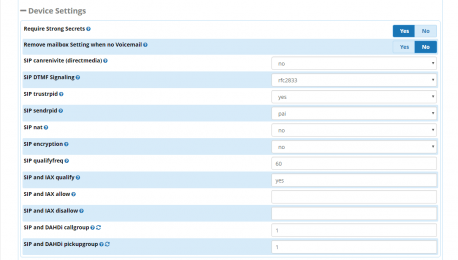 Device Settings
Require Strong Secrets Yes No
Remove mailbox Setting when no Voicemail Yes No
SIP canrenivite (directmedia) no
SIP DTMF Signaling rfc2833
SIP trustrpid yes
SIP sendrpid pai
SIP nat no
SIP encryption no
SIP qualifyfreq 60
SIP and IAX qualify yes
SIP and IAX allow
SIP and IAX disallow
SIP and DAHDi callgroup 1
SIP and DAHDi pickupgroup 1